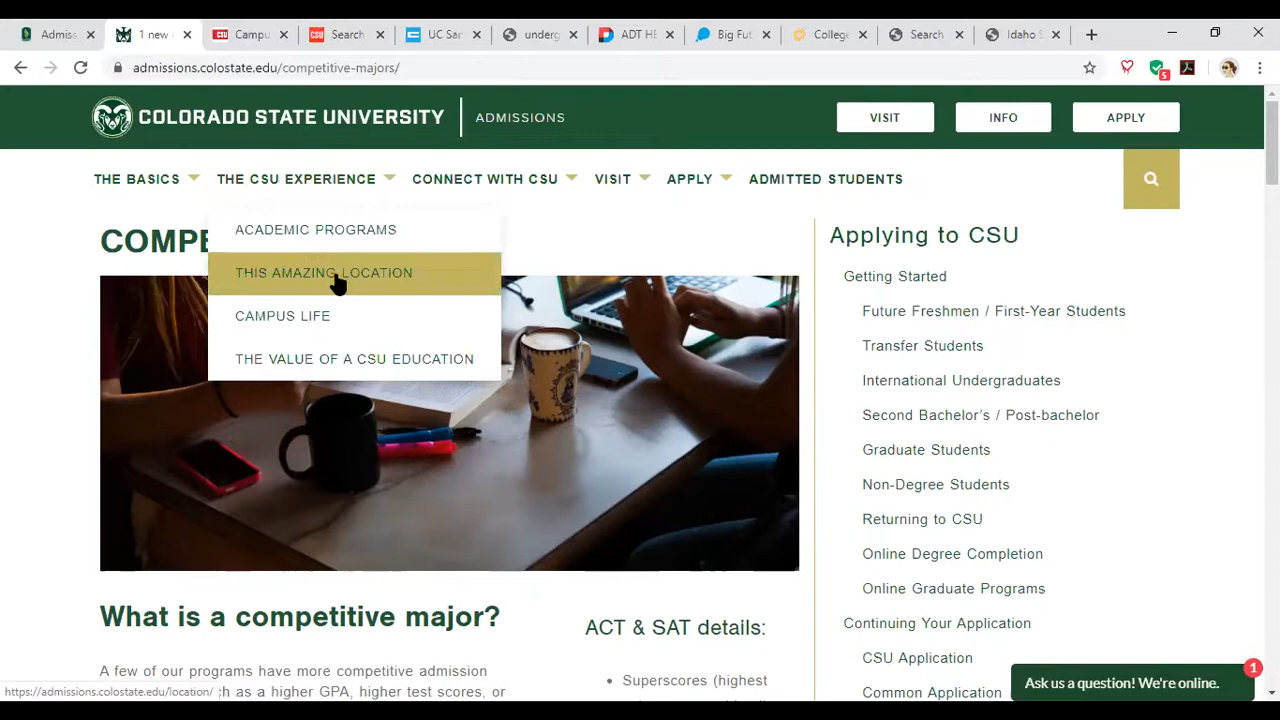 Admiss
1 new
Campu
Search
UC San
underg
ADT HE
Big Fut
College
Search
Idaho S
admissions.colostate.edu/competitive-majors/
5
COLORADO STATE UNIVERSITY
ADMISSIONS
VISIT
INFO
APPLY
THE BASICS
THE CSU EXPERIENCE
CONNECT WITH CSU
VISIT
APPLY
ADMITTED STUDENTS
ACADEMIC PROGRAMS
THIS AMAZING LOCATION
CAMPUS LIFE
THE VALUE OF A CSU EDUCATION
COMPE
What is a competitive major?
A few of our programs have more competitive admission
ch as a higher GPA, higher test scores, or
ACT & SAT details:
Superscores (highest
Applying to CSU
Getting Started
Future Freshmen / First-Year Students
Transfer Students
International Undergraduates
Second Bachelor's / Post-bachelor
Graduate Students
Non-Degree Students
Returning to CSU
Online Degree Completion
Online Graduate Programs
Continuing Your Application
CSU Application
Common Application
Ask us a question! We're online.
1
https://admissions.colostate.edu/location/